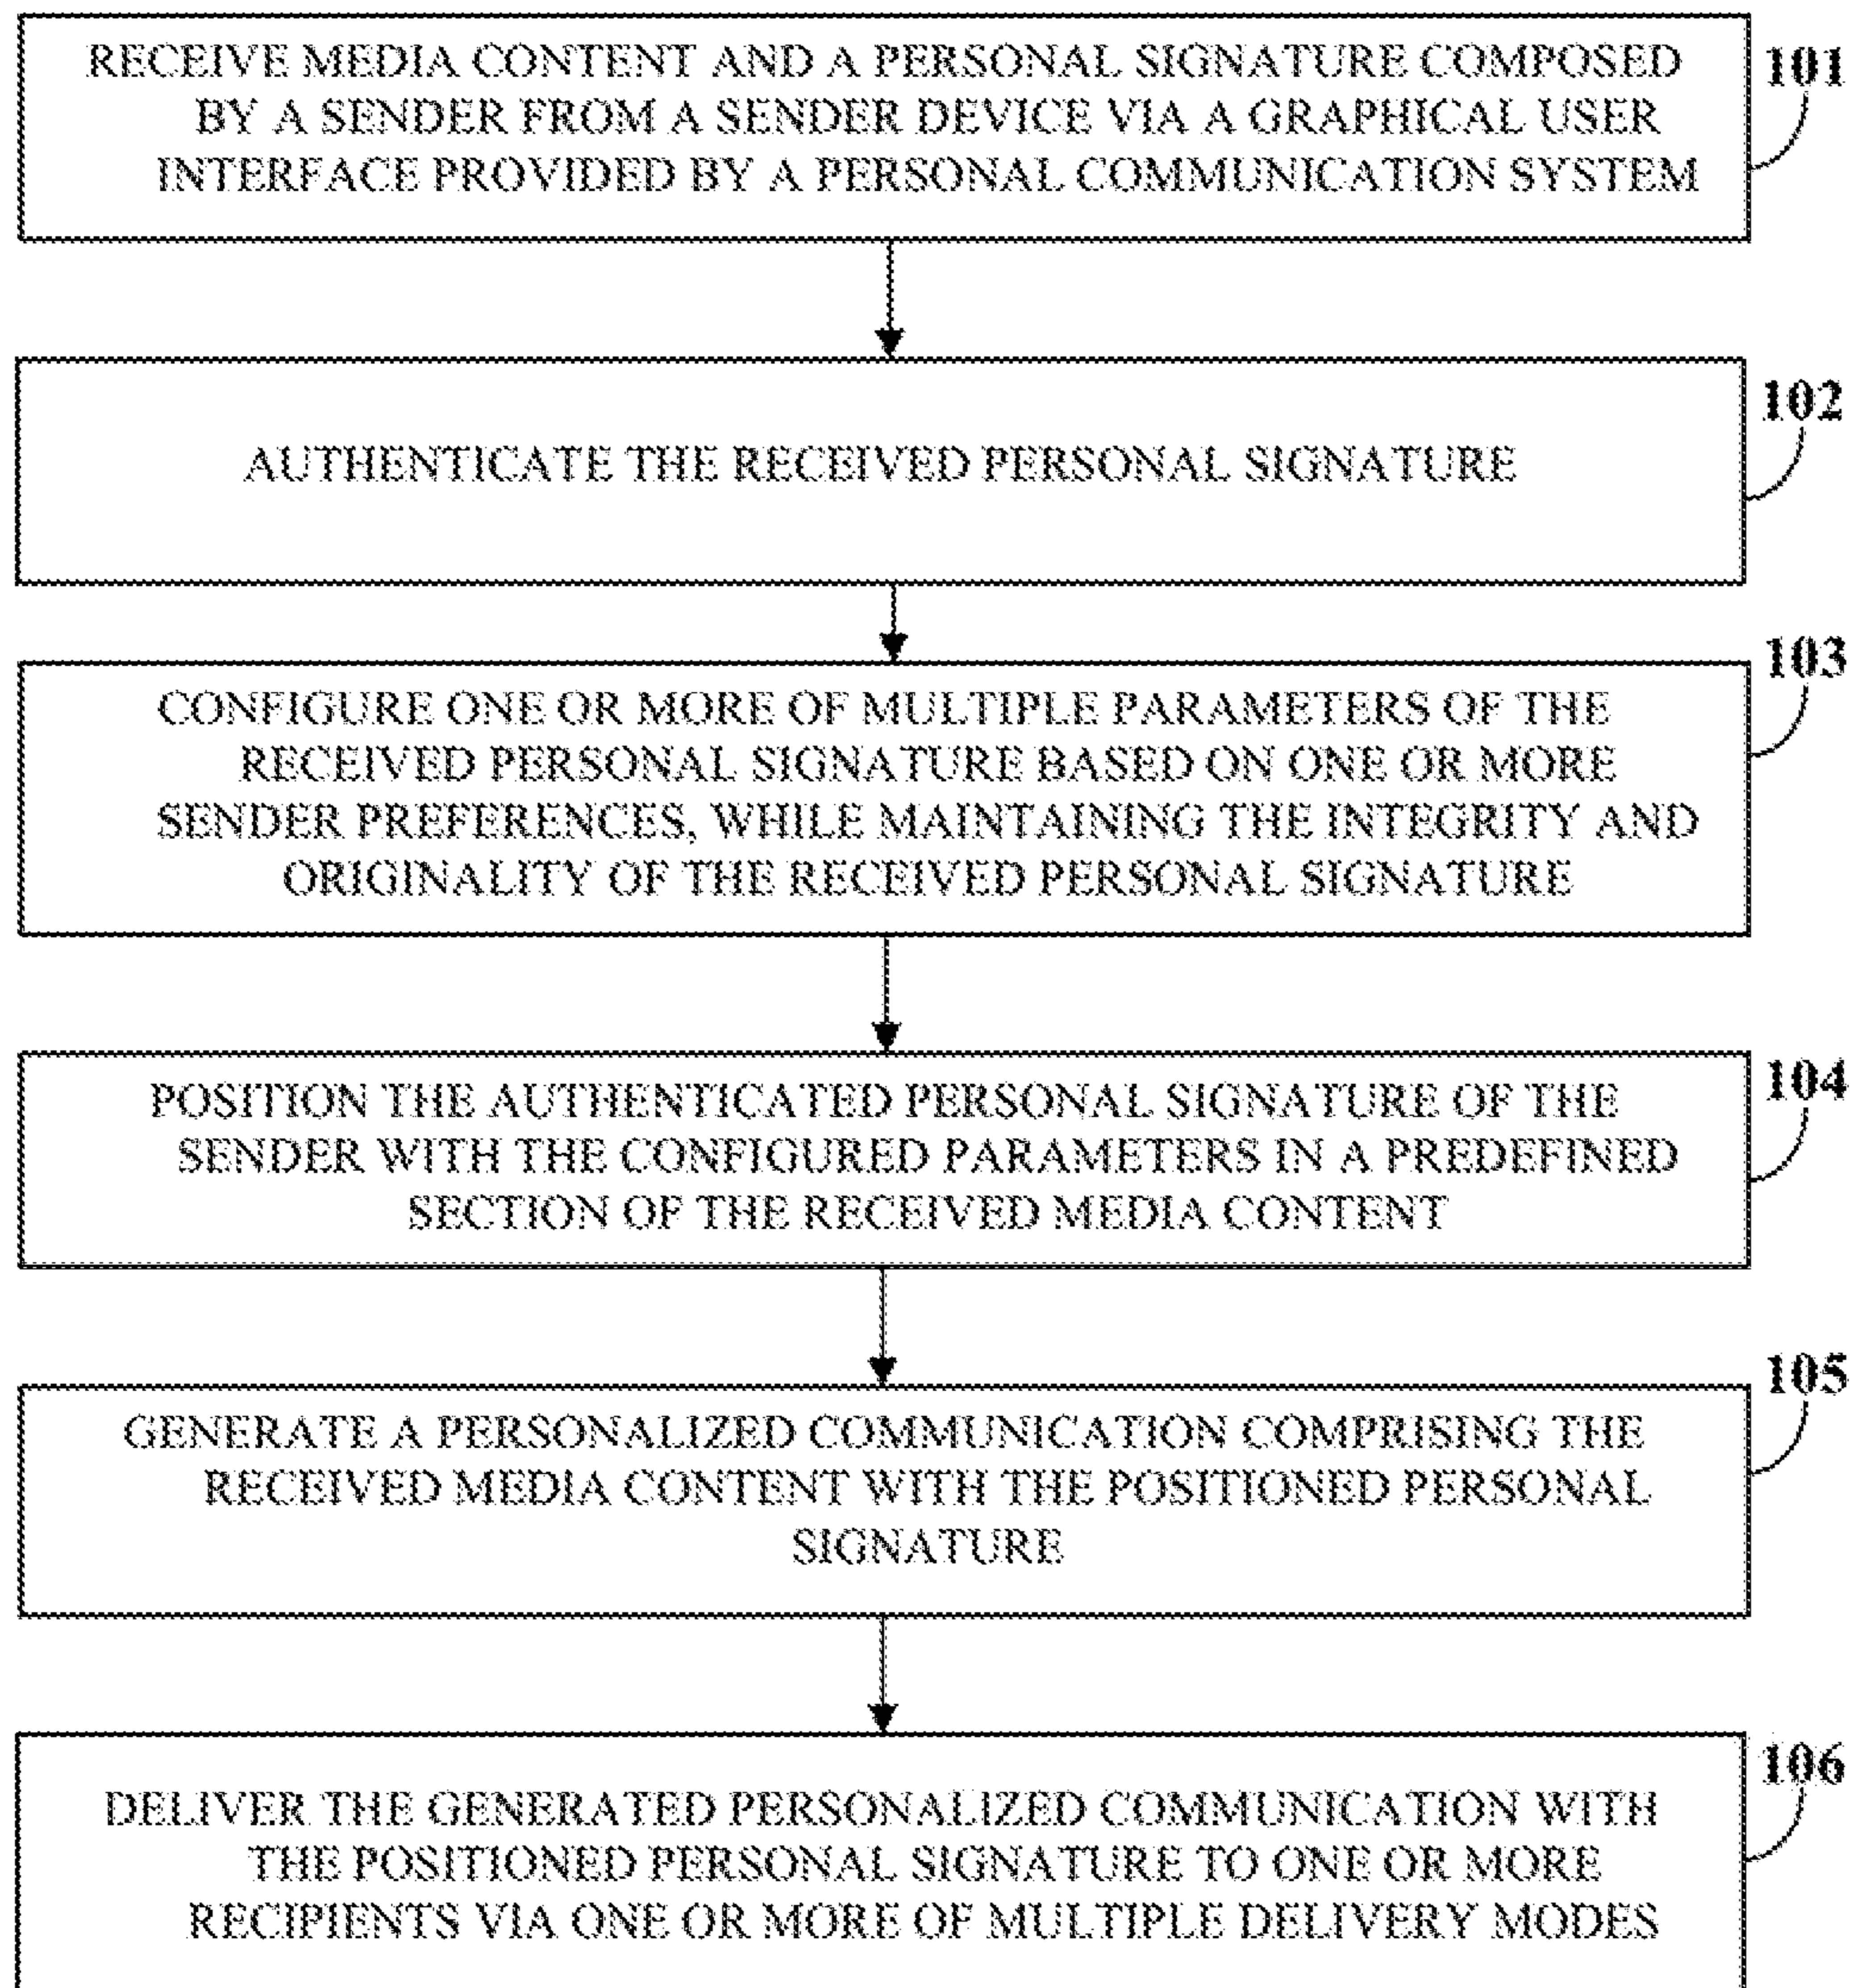 RECEIVE MEDIA CONTENT AND A PERSONAL SIGNATURE COMPOSED
BY A SENDER FROM A SENDER DEVICE VIA A GRAPHICAL USER
INTERFACE PROVIDED BY A PERSONAL COMMUNICATION SYSTEM
101
AUTHENTICATE THE RECEIVED PERSONAL SIGNATURE
102
CONFIGURE ONE OR MORE OF MULTIPLE PARAMETERS OF THE
RECEIVED PERSONAL SIGNATURE BASED ON ONE OR MORE
SENDER PREFERENCES, WHILE MAINTAINING THE INTEGRITY AND
ORIGINALITY OF THE RECEIVED PERSONAL SIGNATURE
103
POSITION THE AUTHENTICATED PERSONAL SIGNATURE OF THE
SENDER WITH THE CONFIGURED PARAMETERS IN A PREDEFINED
SECTION OF THE RECEIVED MEDIA CONTENT
104
GENERATE A PERSONALIZED COMMUNICATION COMPRISING THE
RECEIVED MEDIA CONTENT WITH THE POSITIONED PERSONAL
SIGNATURE
105
DELIVER THE GENERATED PERSONALIZED COMMUNICATION WITH
THE POSITIONED PERSONAL SIGNATURE TO ONE OR MORE
RECIPIENTS VIA ONE OR MORE OF MULTIPLE DELIVERY MODES
106